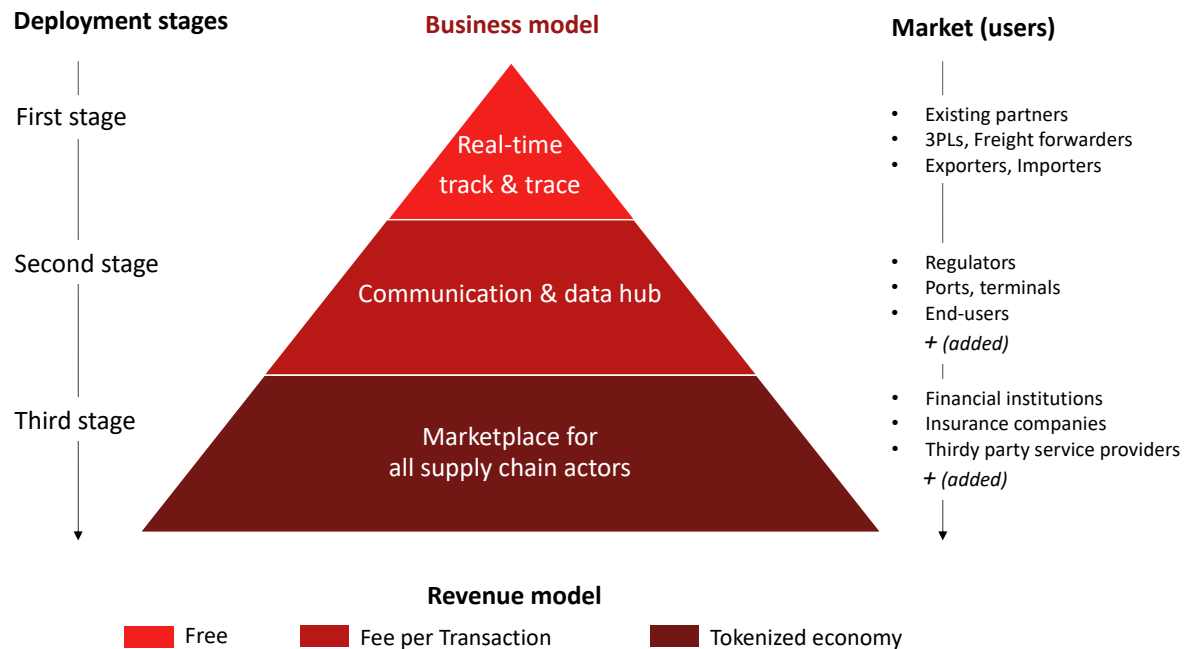 Deployment stages
Business model
Market (users)
First stage
Real-time
track & trace
• Existing partners
• 3PLs, Freight forwarders
• Exporters, Importers
Second stage
Communication & data hub
• Regulators
• Ports, terminals
• End-users
+ (added)
Third stage
Marketplace for
all supply chain actors
• Financial institutions
• Insurance companies
• Thirdy party service providers
+ (added)
Revenue model
Free
Fee per Transaction
Tokenized economy